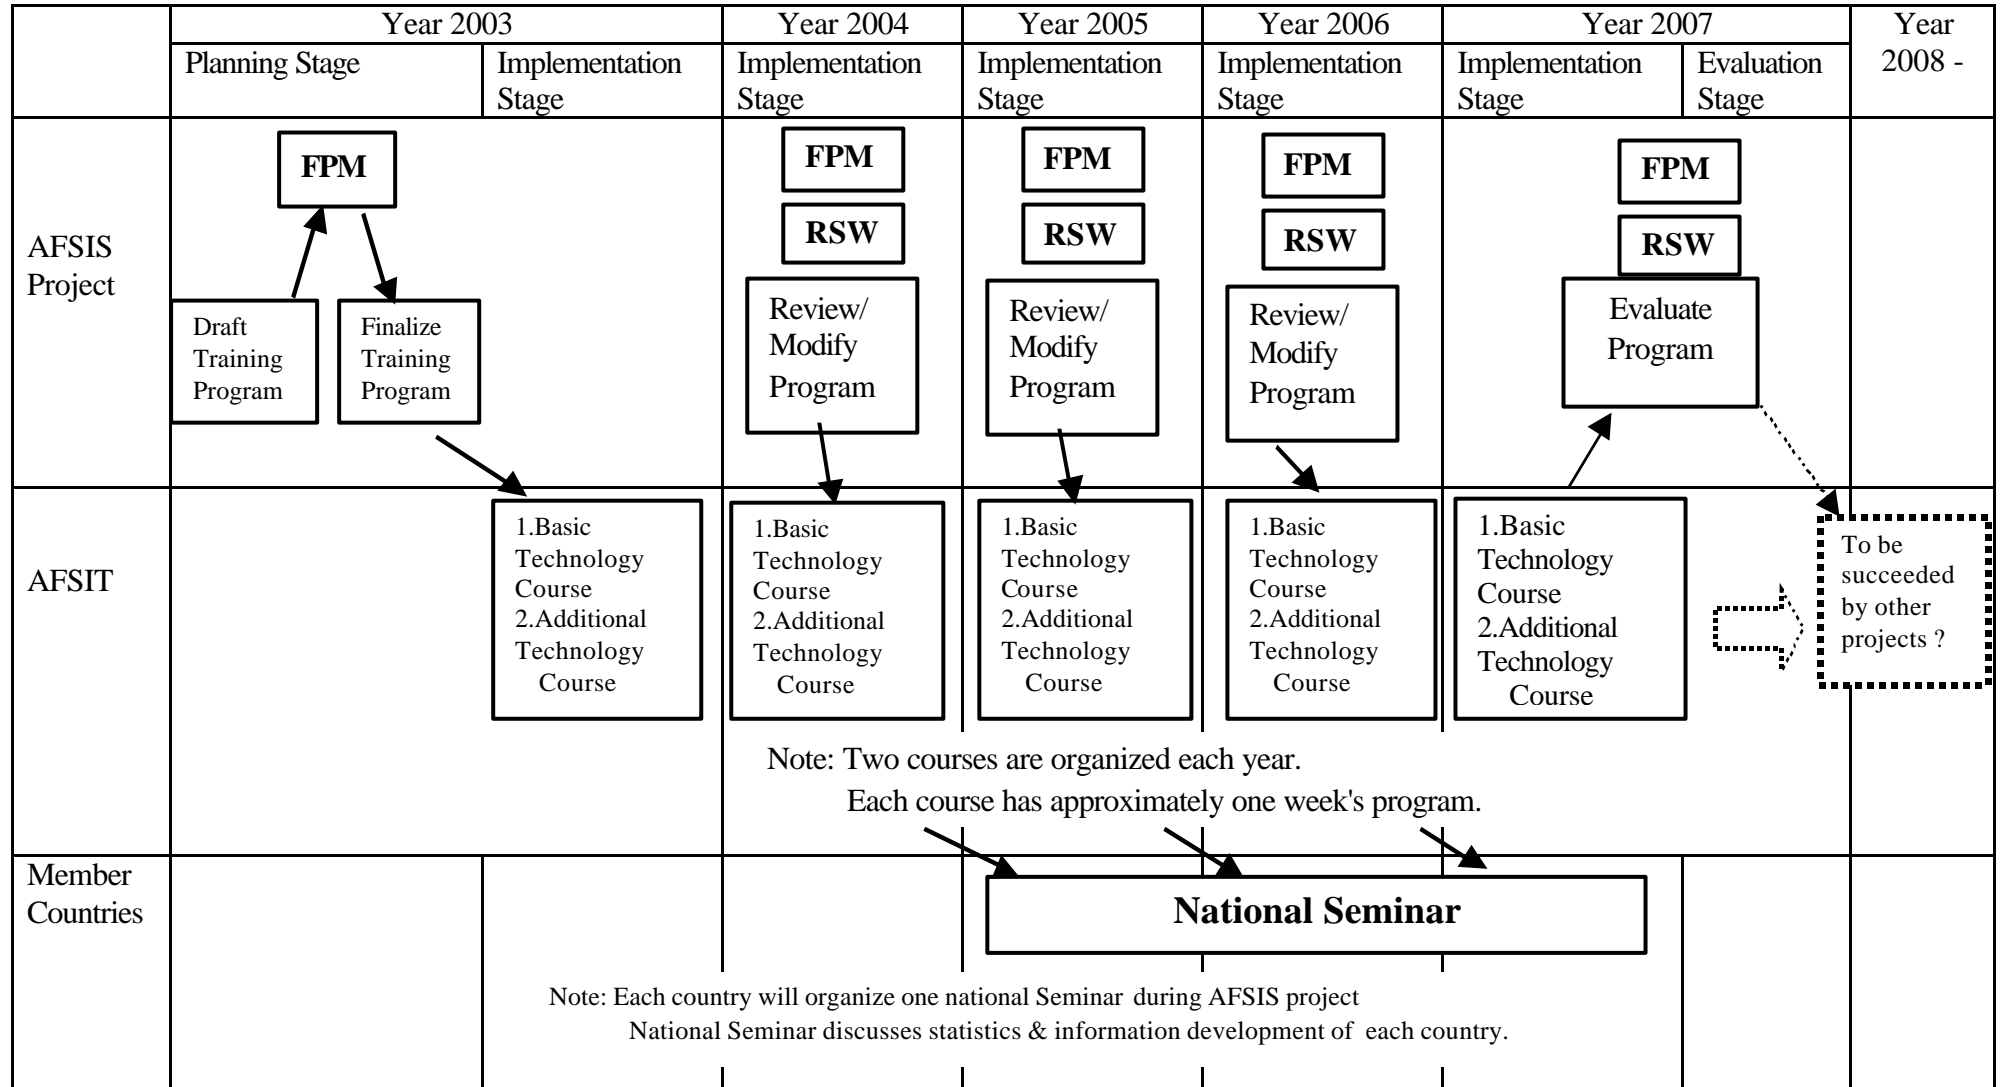 Year 2003
Year 2004
Year 2005
Year 2006
Year 2007
Year
2008 -
Planning Stage
Implementation
Stage
Implementation
Stage
Implementation
Stage
Implementation
Stage
Implementation
Stage
Evaluation
Stage
AFSIS
Project
FPM
Draft
Training
Program
Finalize
Training
Program
FPM
RSW
Review/
Modify
Program
FPM
RSW
Review/
Modify
Program
FPM
RSW
Review/
Modify
Program
FPM
RSW
Evaluate
Program
AFSIT
1.Basic
Technology
Course
2.Additional
Technology
Course
1.Basic
Technology
Course
2.Additional
Technology
Course
1.Basic
Technology
Course
2.Additional
Technology
Course
1.Basic
Technology
Course
2.Additional
Technology
Course
1.Basic
Technology
Course
2.Additional
Technology
Course
To be
succeeded
by other
projects ?
Note: Two courses are organized each year.
Each course has approximately one week's program.
Member
Countries
National Seminar
Note: Each country will organize one national Seminar during AFSIS project
National Seminar discusses statistics & information development of each country.